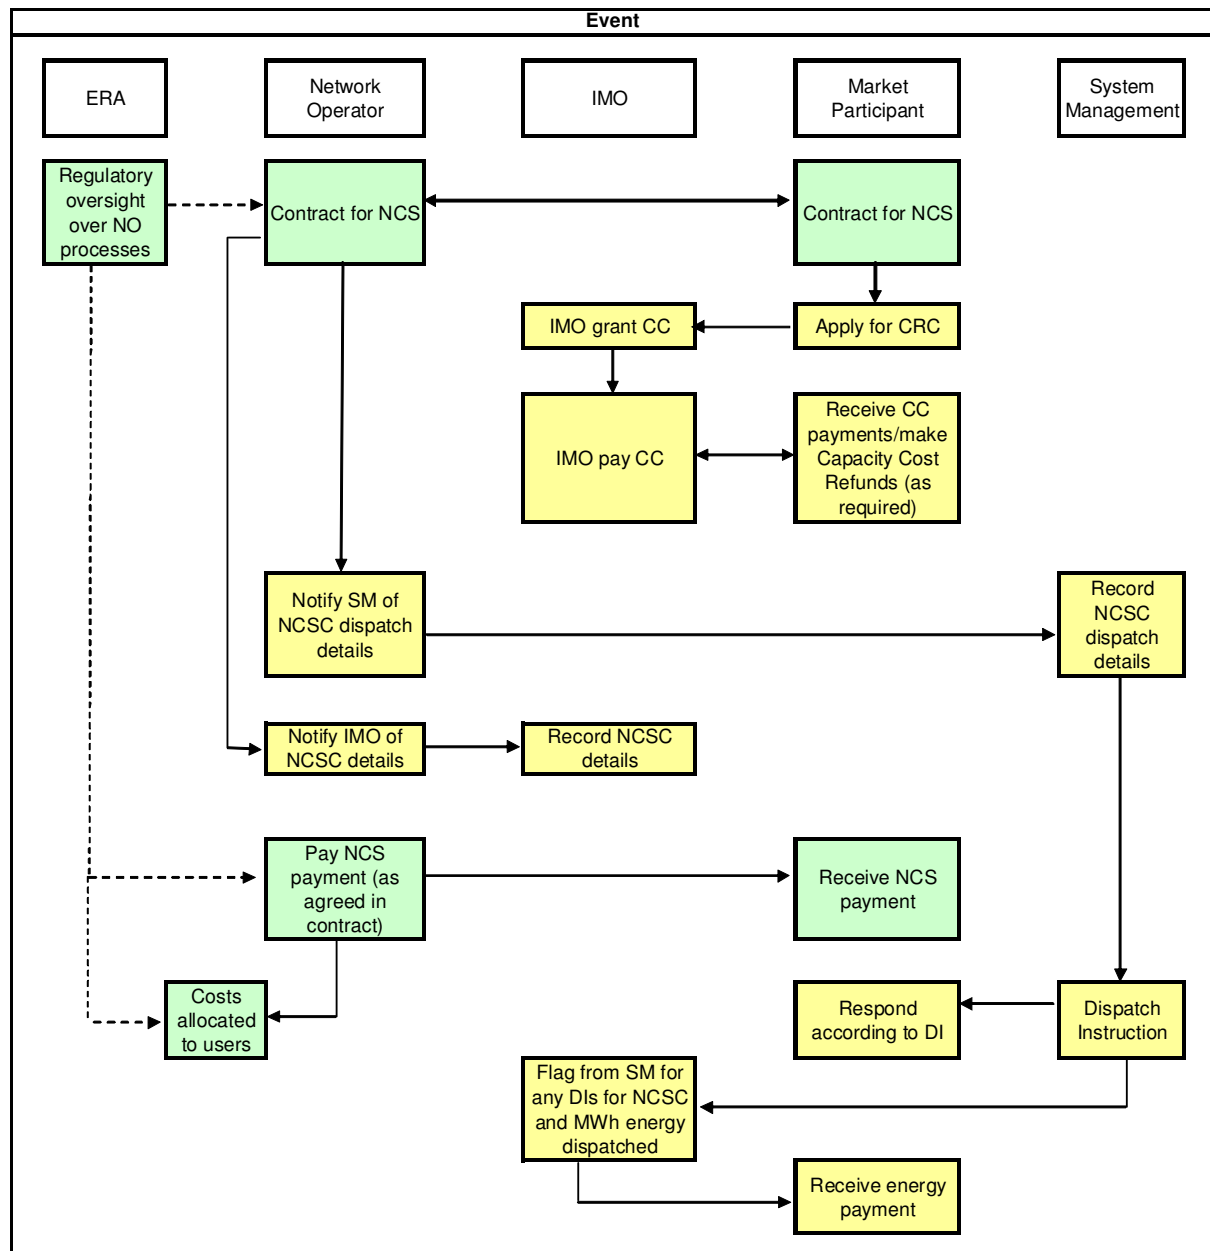 Event
ERA
Network
Operator
IMO
Market
Participant
System
Management
Regulatory
oversight
over NO
processes
Contract for NCS
Contract for NCS
IMO grant CC
Apply for CRC
IMO pay CC
Receive CC
payments/make
Capacity Cost
Refunds (as
required)
Notify SM of
NCSC dispatch
details
Record
NCSC
dispatch
details
Notify IMO of
NCSC details
Record NCSC
details
Pay NCS
payment (as
agreed in
contract)
Receive NCS
payment
Costs
allocated
to users
Respond
according to DI
Dispatch
Instruction
Flag from SM for
any DIs for NCSC
and MWh energy
dispatched
Receive energy
payment